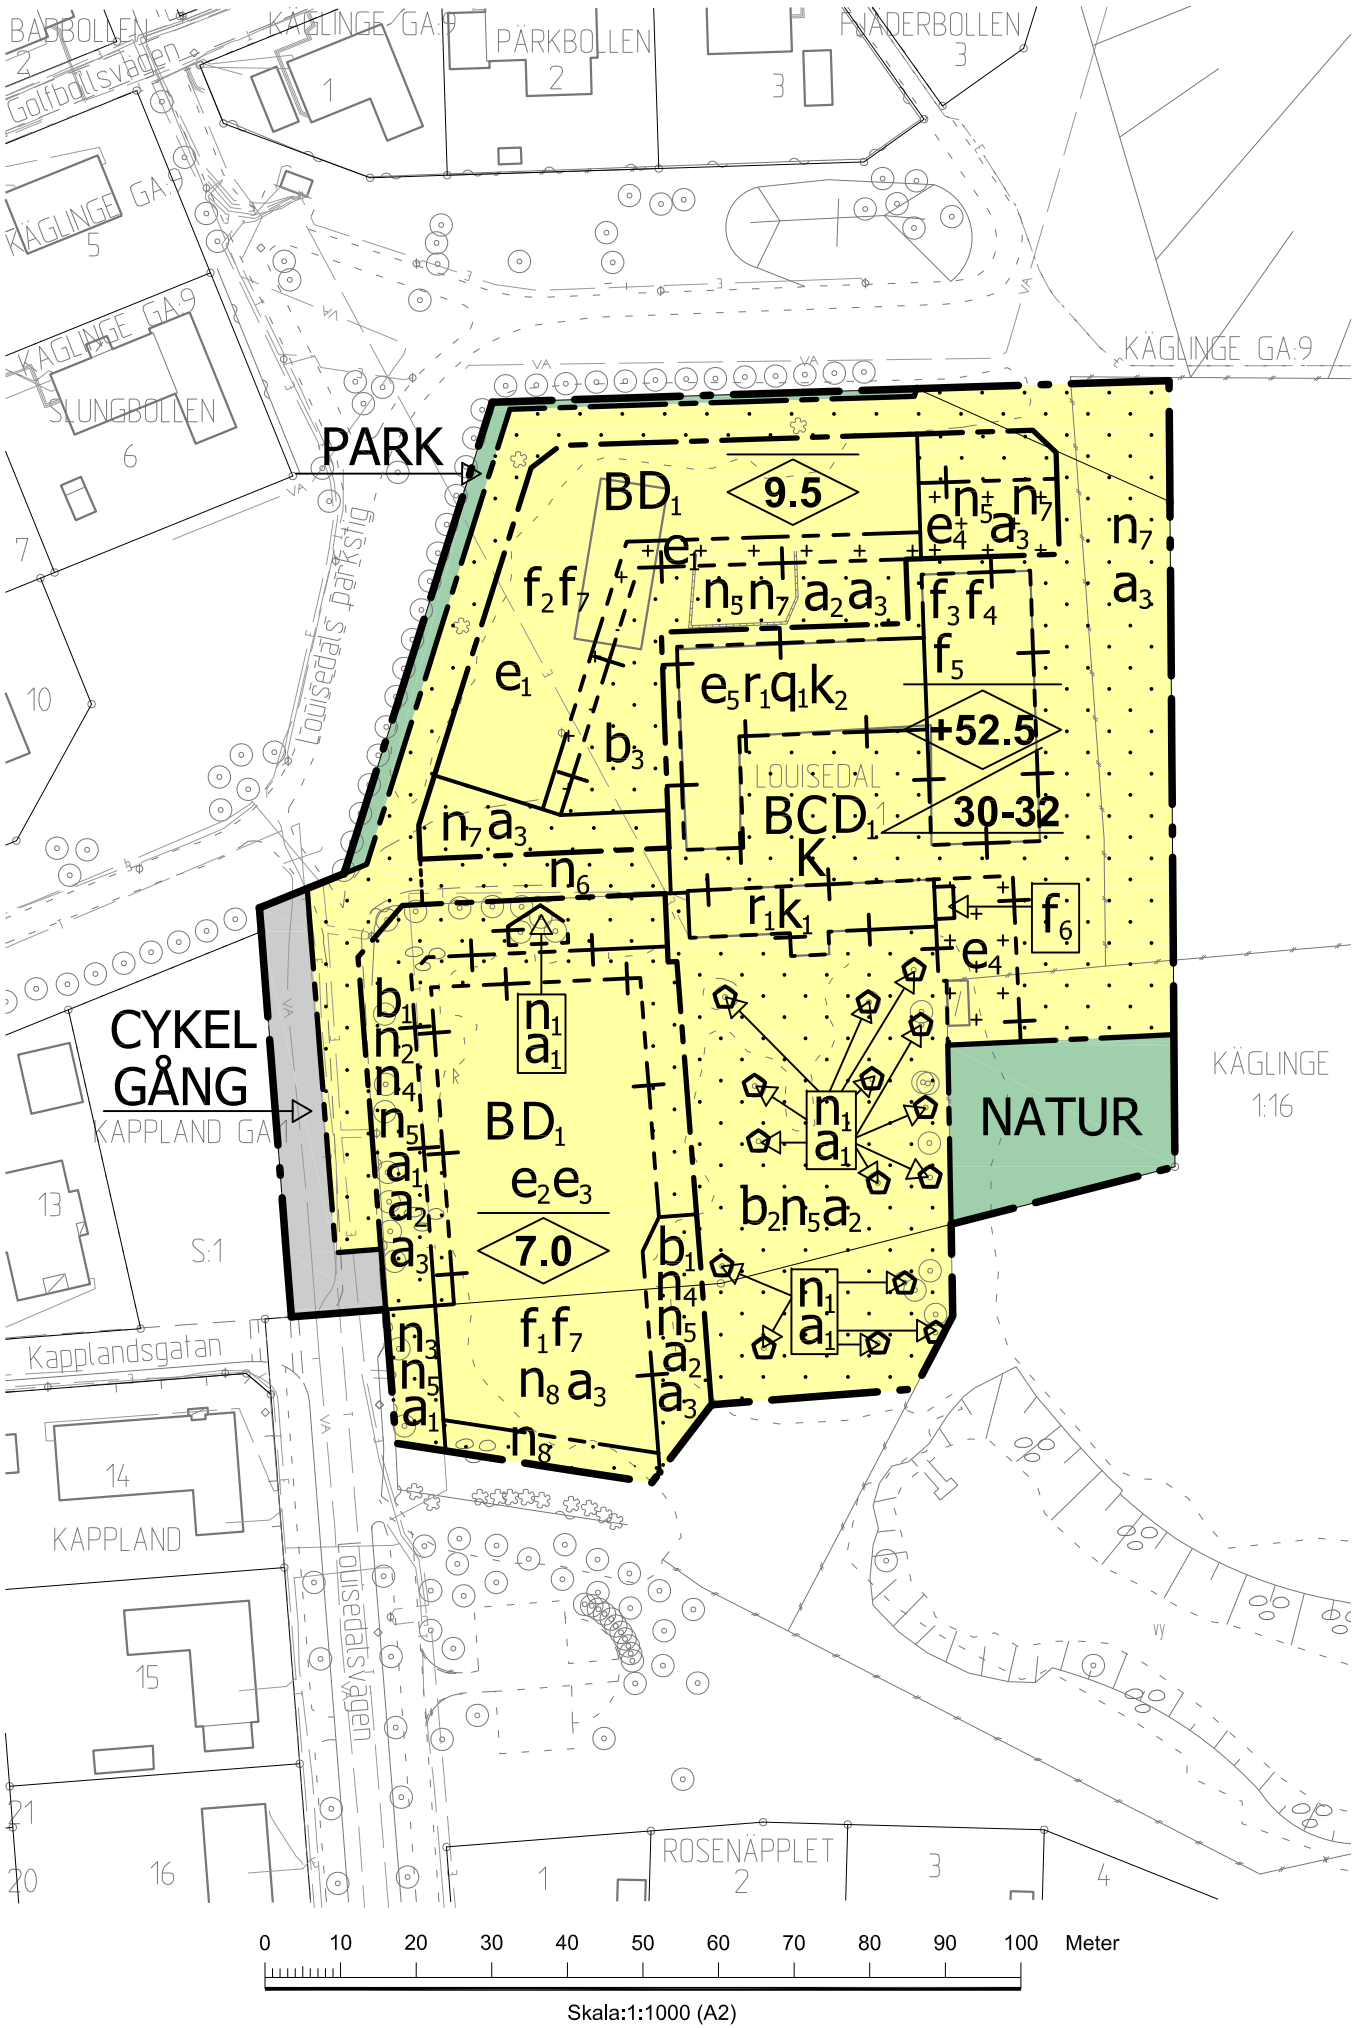 BADBOLLEN
2
KÄGLINGE GA:9
Golfbollsvägen
1
PÄRKBOLLEN
2
3
FJÄDERBOLLEN
3
KÄGLINGE GA:9
5
KÄGLINGE GA:9
SLUNGBOLLEN
6
KÄGLINGE GA:9
7
10
Louisedals parkstig
PARK
BD1
9.5
n5 n7
e4 a3
n7
a3
e1
f2 f7
n5 n7 a2 a3
f3 f4
f5
e1
e5 r1 q1 k2
+52.5
b3
LOUISEDAL
1
BCD1
30-32
K
n7 a3
n6
r1 k1
f6
e4
CYKEL
GÅNG
KAPPLAND GA:1
b1
n2
n4
n5
a1
a2
a3
n1
a1
BD1
e2 e3
7.0
n1
a1
b2 n5 a2
NATUR
KÄGLINGE
1:16
13
S:1
b1
n4
n5
a2
a3
n1
a1
Kapplandsgatan
n3
n5
a1
f1 f7
n8 a3
n8
14
KAPPLAND
15
Louisedalsvägen
21
20
16
ROSENÄPPLET
1
2
3
4
0 10 20 30 40 50 60 70 80 90 100 Meter
Skala:1:1000 (A2)